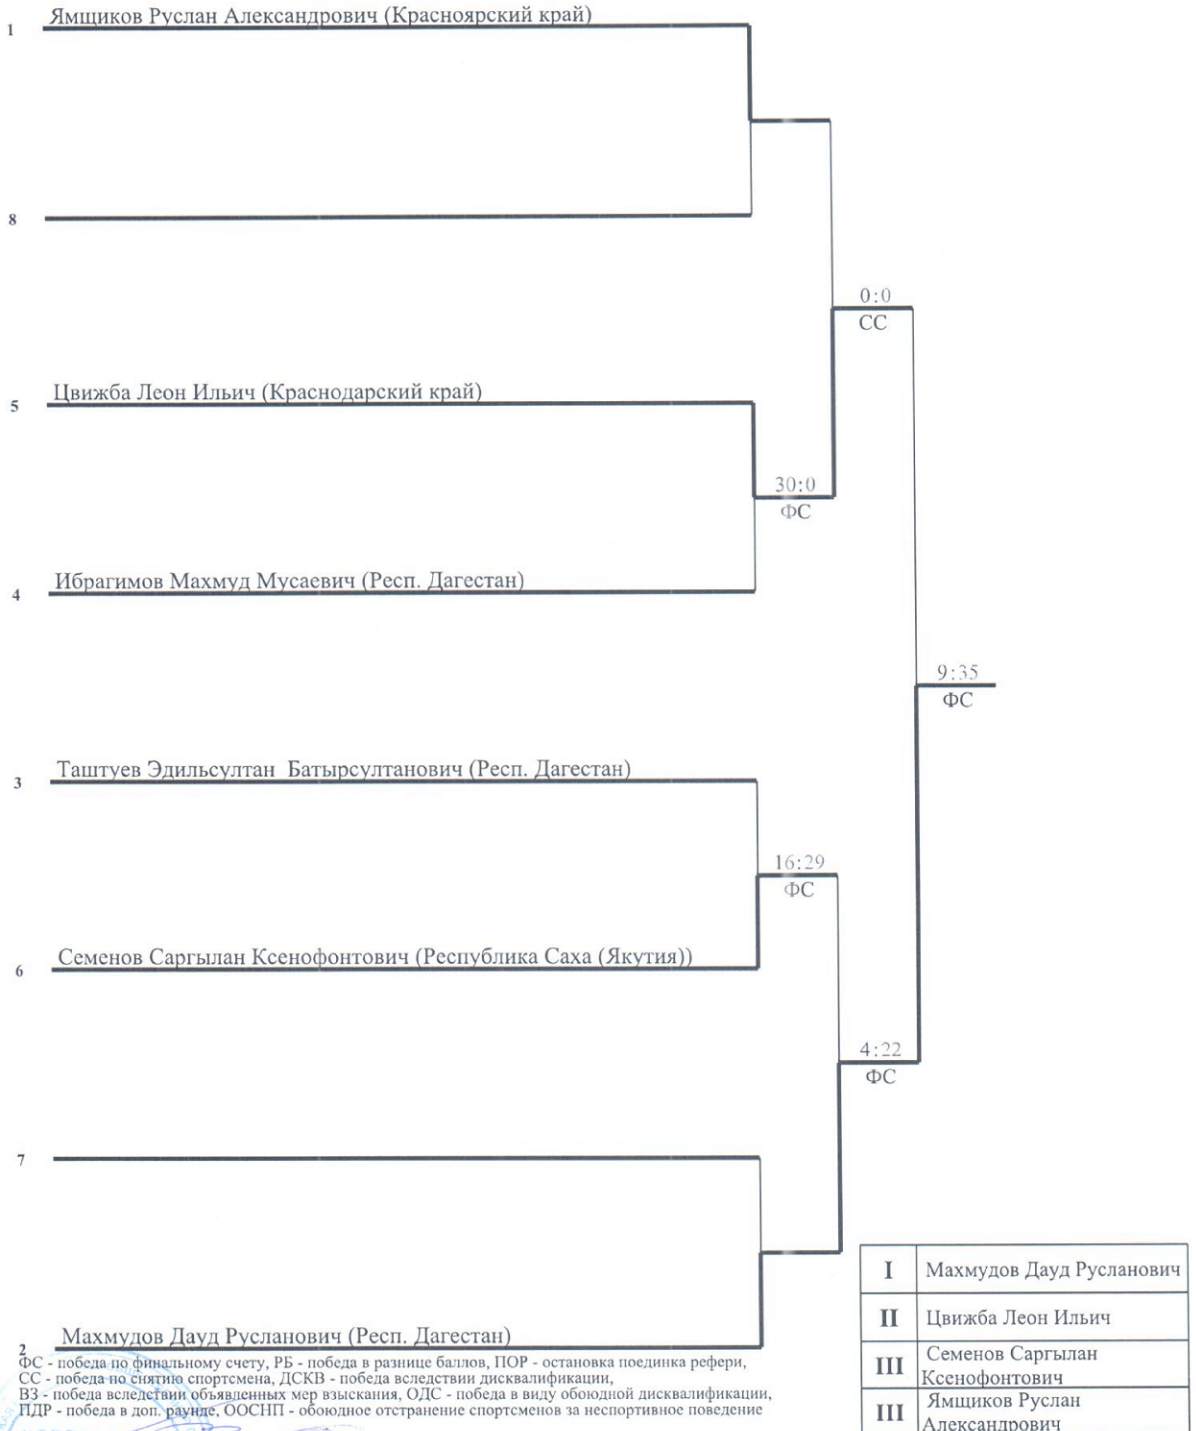 Ямщиков Руслан Александрович (Красноярский край)
1
8
0:0
СС
Цвижба Леон Ильич (Краснодарский край)
5
30:0
ФС
Ибрагимов Махмуд Мусаевич (Респ. Дагестан)
4
9:35
ФС
Таштуев Эдильсултан Батырсултанович (Респ. Дагестан)
3
16:29
ФС
Семенов Саргылан Ксенофонтович (Республика Саха (Якутия))
6
4:22
ФС
7
Махмудов Дауд Русланович (Респ. Дагестан)
2
ФС - победа по финальному счету, РБ - победа в разнице баллов, ПОР - остановка поединка рефери,
СС - победа по снятию спортсмена, ДСКВ - победа вследствии дисквалификации,
ВЗ - победа вследствии объявленных мер взыскания, ОДС - победа в виду обоюдной дисквалификации,
ПДР - победа в доп. раунде, ООСНП - обоюдное отстранение спортсменов за неспортивное поведение
I Махмудов Дауд Русланович
II Цвижба Леон Ильич
III Семенов Саргылан
Ксенофонтович
III Ямщиков Руслан
Александрович